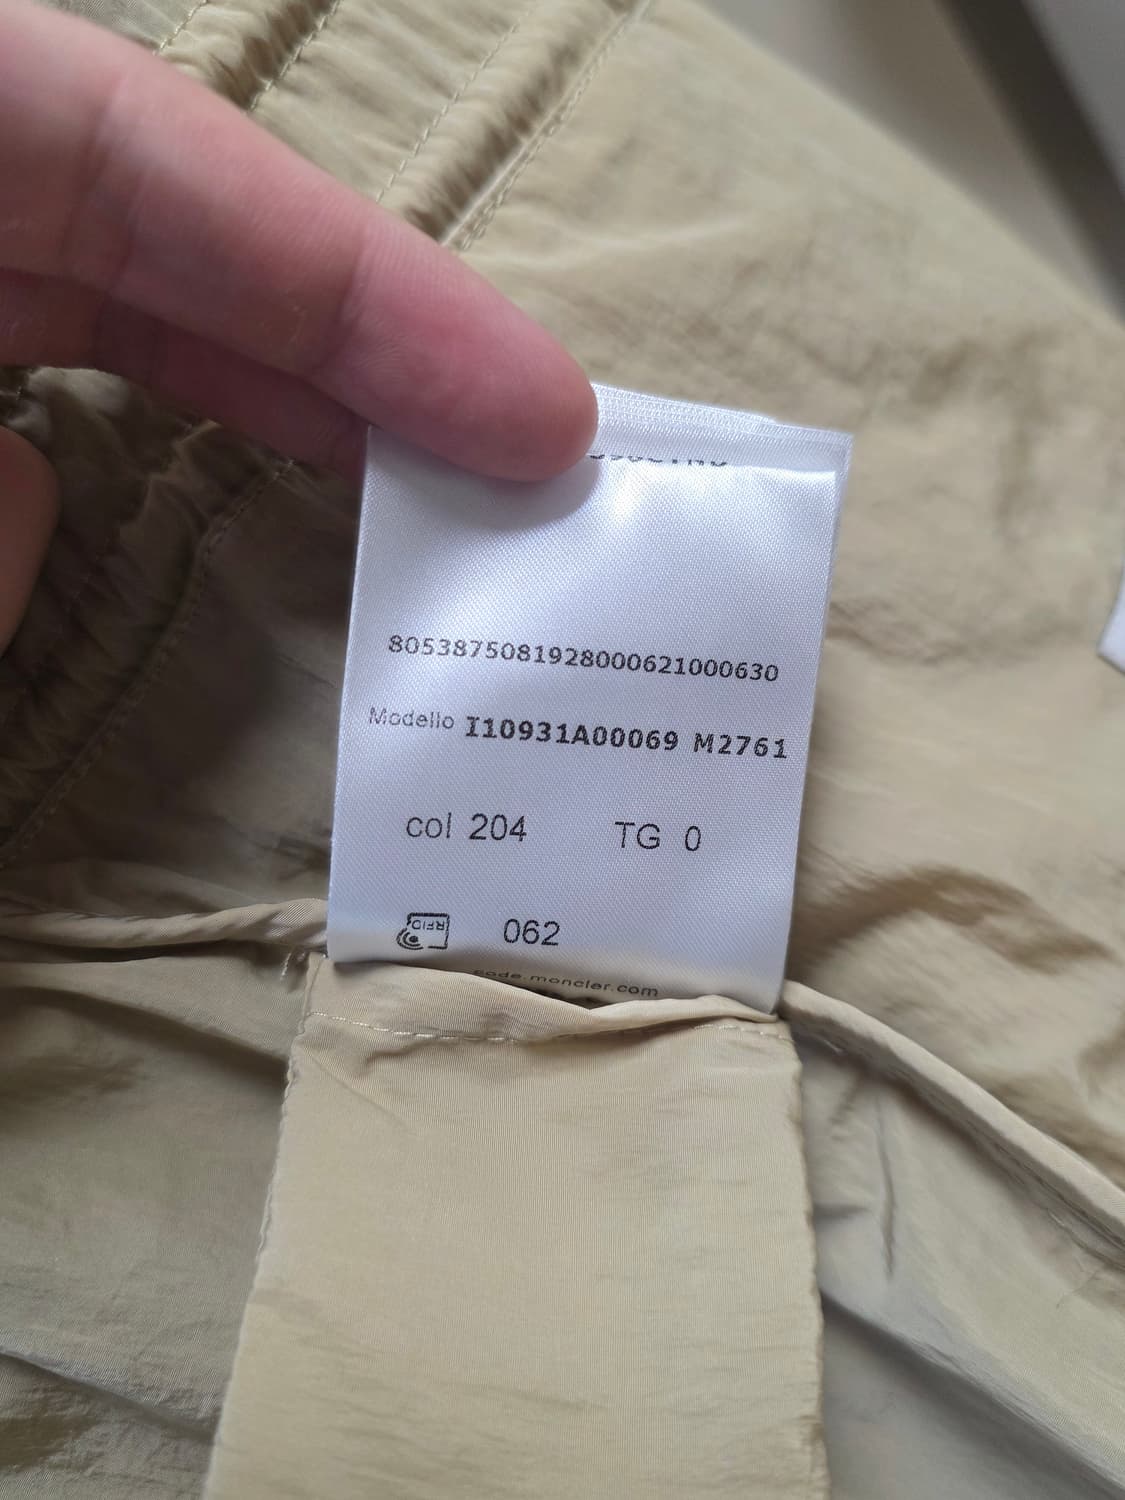 8053875081928000621000630
Modello I10931A00069 M2761
col 204 TG 0
RFID 062
code.moncler.com